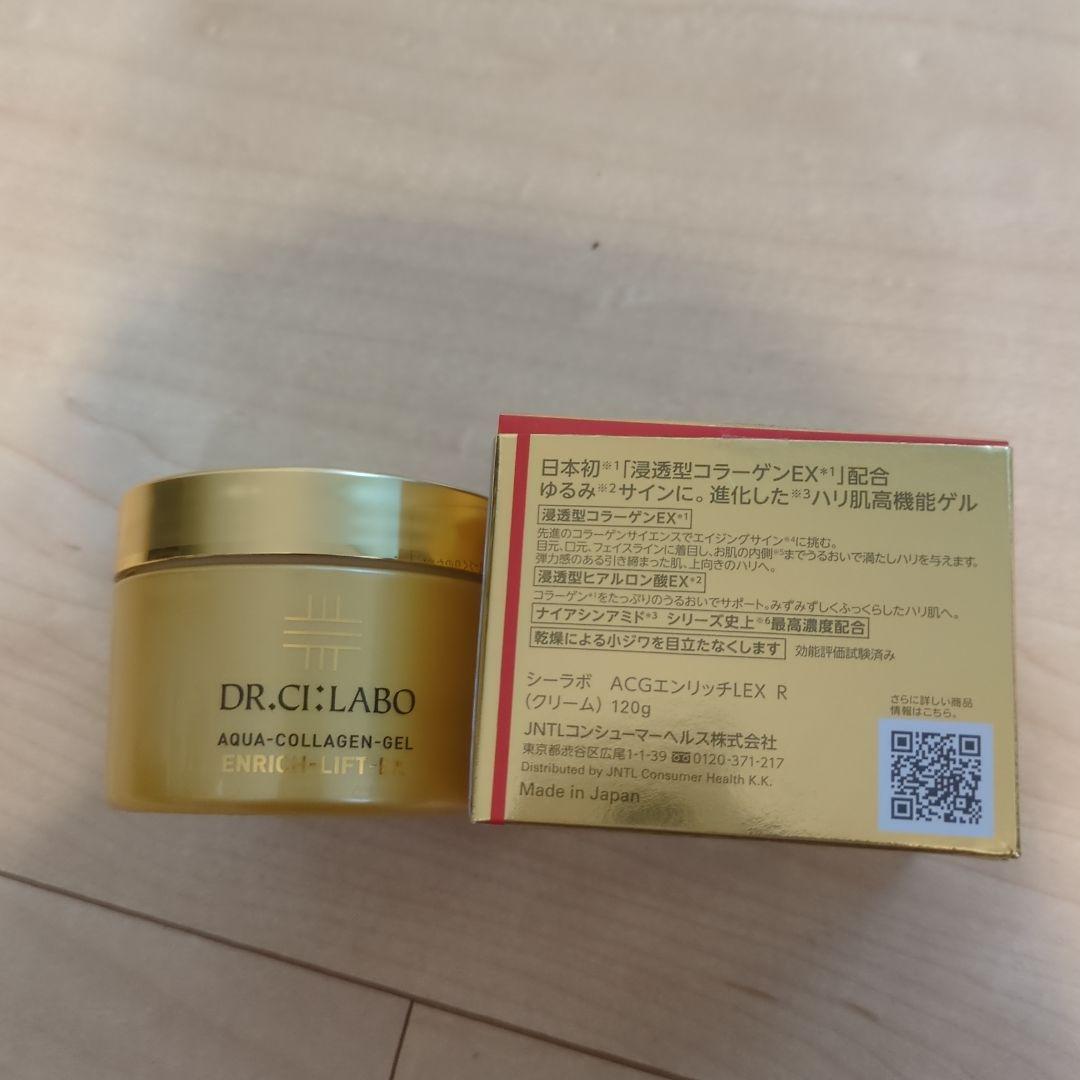 DR.CI:LABO
AQUA-COLLAGEN-GEL
ENRICH-LIFT-EX
日本初※1「浸透型コラーゲンEX*1」配合
ゆるみ※2サインに。進化した※3ハリ肌高機能ゲル
浸透型コラーゲンEX*1
先進のコラーゲンサイエンスでエイジングサイン※4に挑む。
目元、口元、フェイスラインに着目し、お肌の内側※5までうるおいで満たしハリを与えます。
弾力感のある引き締まった肌、上向きのハリへ。
浸透型ヒアルロン酸EX*2
コラーゲン*1をたっぷりのうるおいでサポート。みずみずしくふっくらしたハリ肌へ。
ナイアシンアミド*3 シリーズ史上※6最高濃度配合
乾燥による小ジワを目立たなくします 効能評価試験済み
シーラボ ACGエンリッチLEX R
(クリーム) 120g
さらに詳しい商品
情報はこちら。
JNTLコンシューマーヘルス株式会社
東京都渋谷区広尾1-1-39 0120-371-217
Distributed by JNTL Consumer Health K.K.
Made in Japan